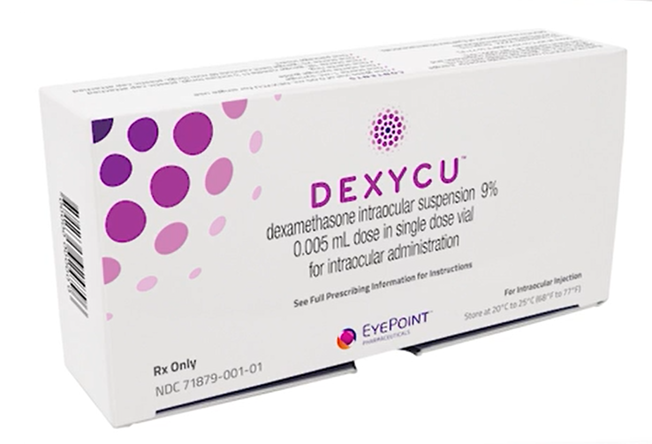 DEXYCU™
dexamethasone intraocular suspension 9%
0.005 mL dose in single dose vial
for intraocular administration
See Full Prescribing Information for Instructions
For Intraocular Injection
Store at 20°C to 25°C (68°F to 77°F)
EYEPOINT
PHARMACEUTICALS
Rx Only
NDC 71879-001-01